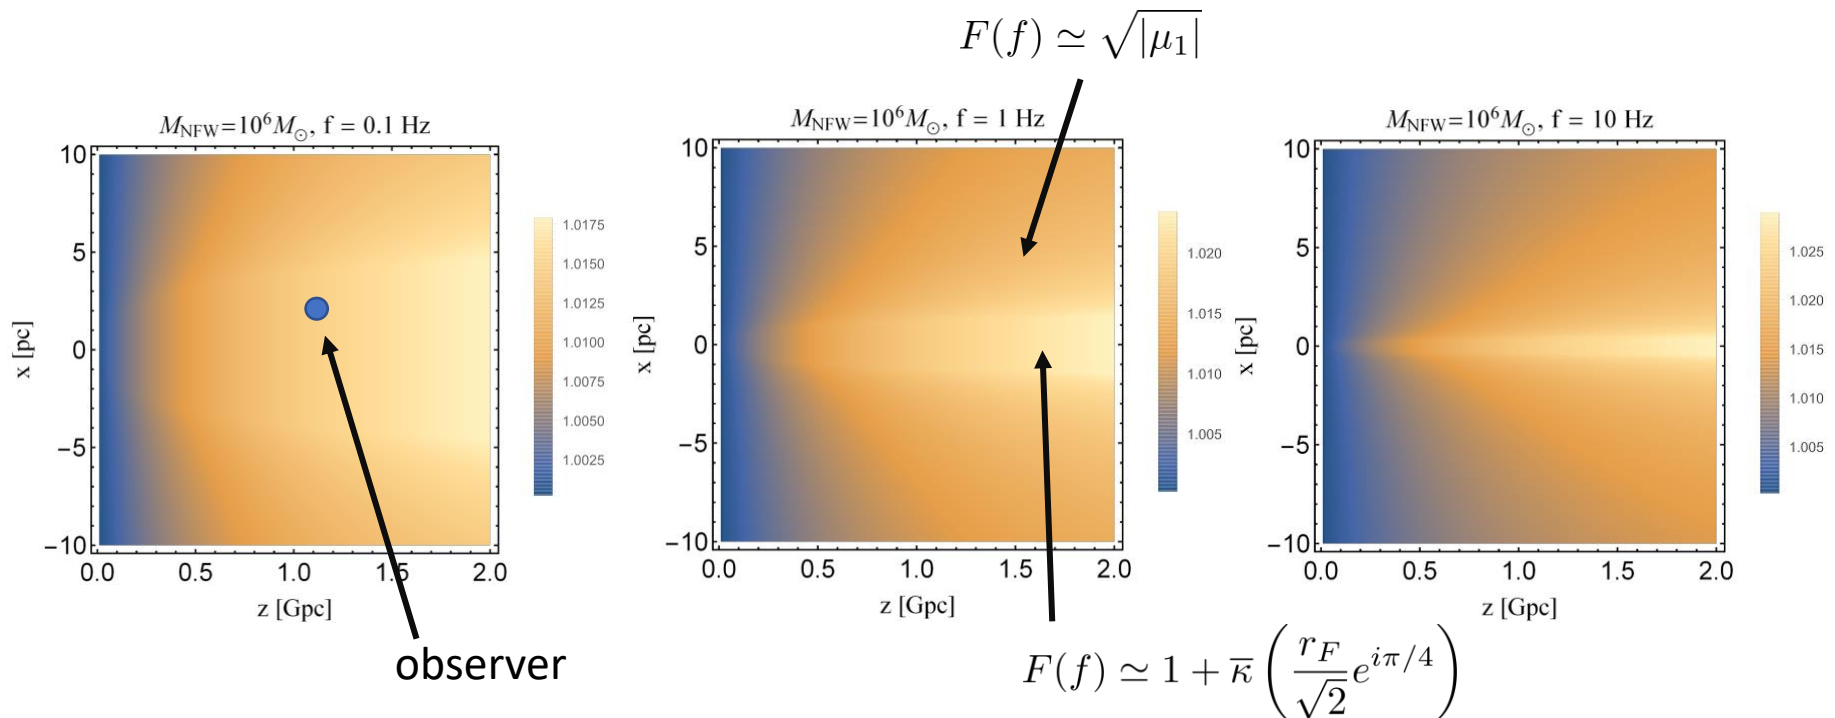 F(f) ≃ √|μ₁|
M_NFW=10⁶M_⊙, f = 0.1 Hz
10
5
0
−5
−10
x [pc]
0.0 0.5 1.0 1.5 2.0
z [Gpc]
1.0175
1.0150
1.0125
1.0100
1.0075
1.0050
1.0025
observer
M_NFW=10⁶M_⊙, f = 1 Hz
10
5
0
−5
−10
x [pc]
0.0 0.5 1.0 1.5 2.0
z [Gpc]
1.020
1.015
1.010
1.005
M_NFW=10⁶M_⊙, f = 10 Hz
10
5
0
−5
−10
x [pc]
0.0 0.5 1.0 1.5 2.0
z [Gpc]
1.025
1.020
1.015
1.010
1.005
F(f) ≃ 1 + κ̄ (r_F/√2 e^{iπ/4})